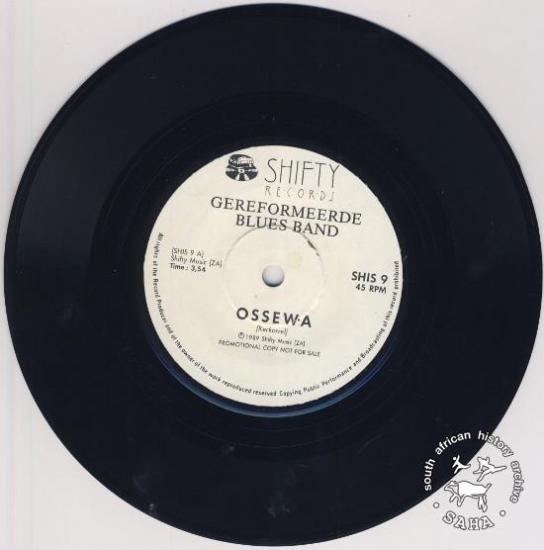 SHIFTY
RECORDS
GEREFORMEERDE
BLUES BAND
(SHIS 9 A)
Shifty Music (ZA)
Time: 3,54
SHIS 9
45 RPM
OSSEWA
(Kerkorrel)
©1989 Shifty Music (ZA)
PROMOTIONAL COPY NOT FOR SALE
All rights of the Record Producer and of the owner of the work reproduced reserved Copying Public Performance and Broadcasting of this record prohibited
south african history archive
• SAHA •